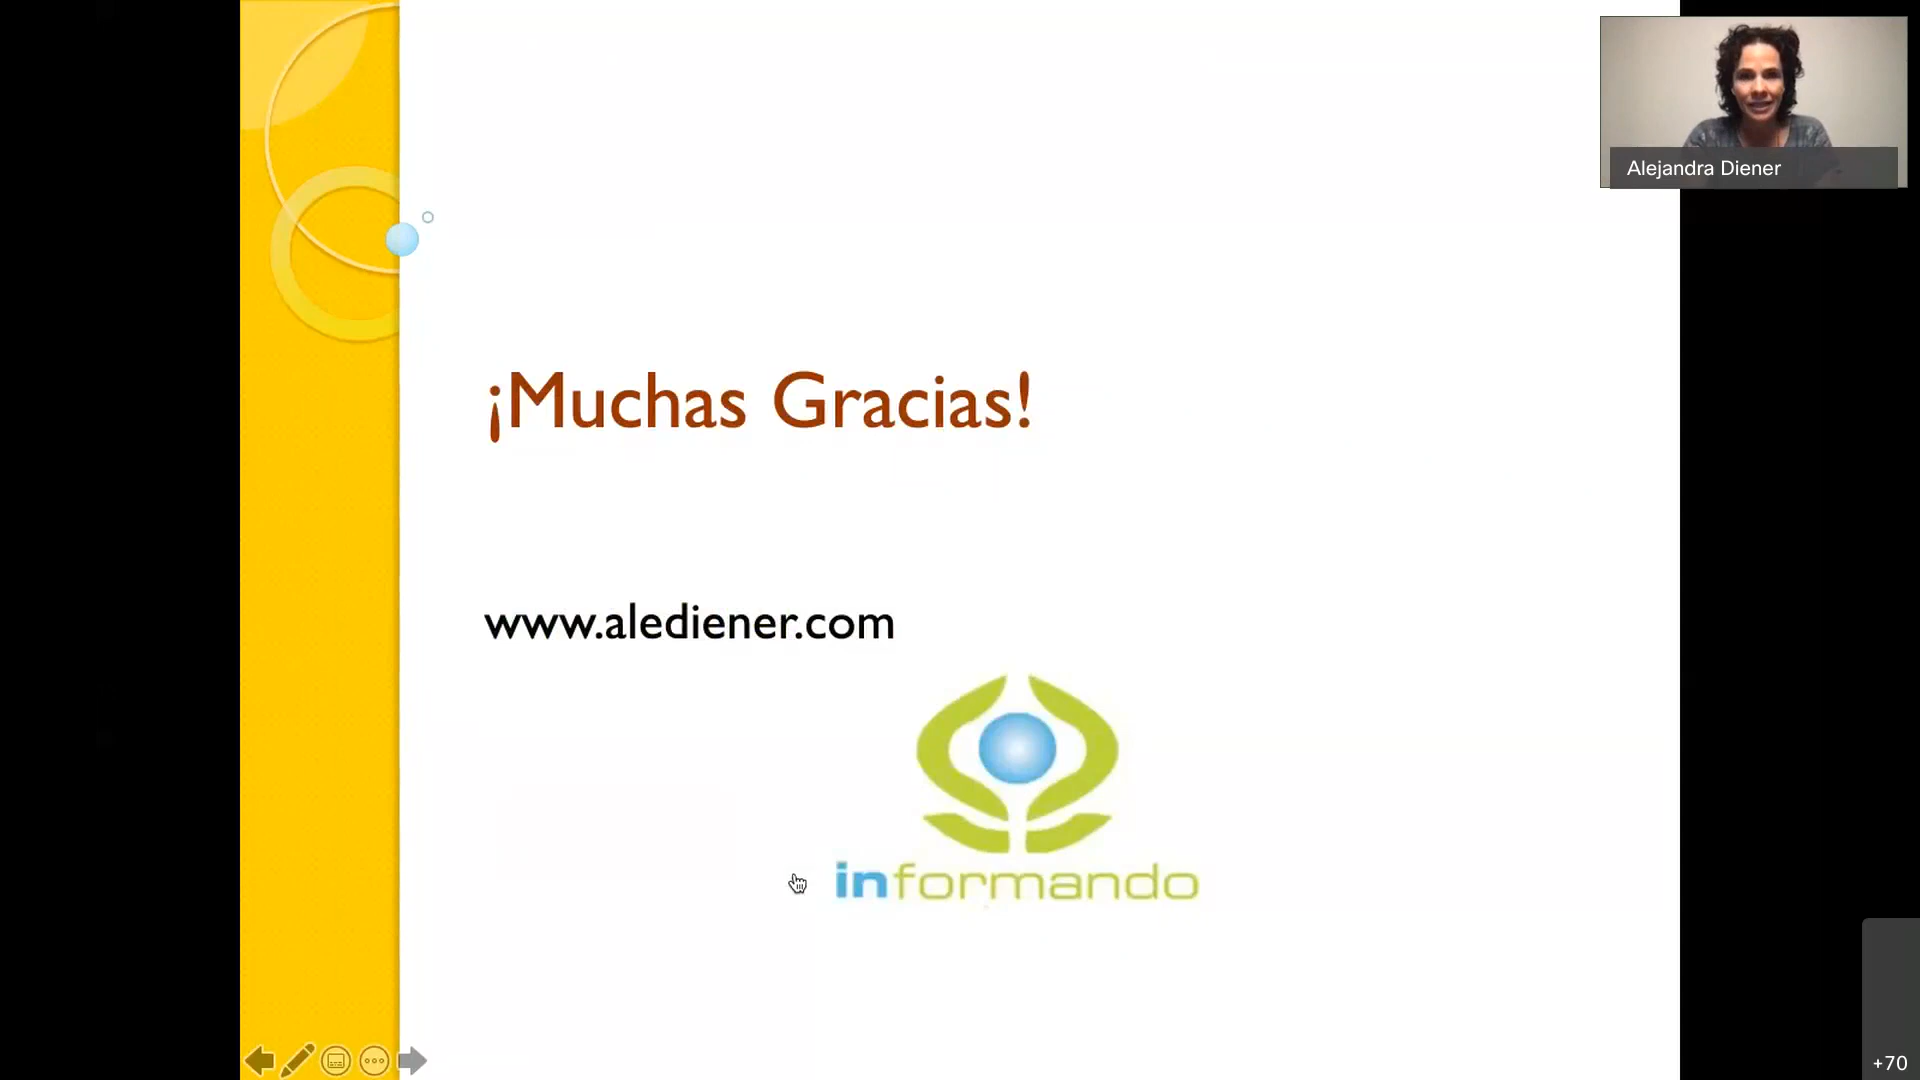 Alejandra Diener
¡Muchas Gracias!
www.alediener.com
informando
+70